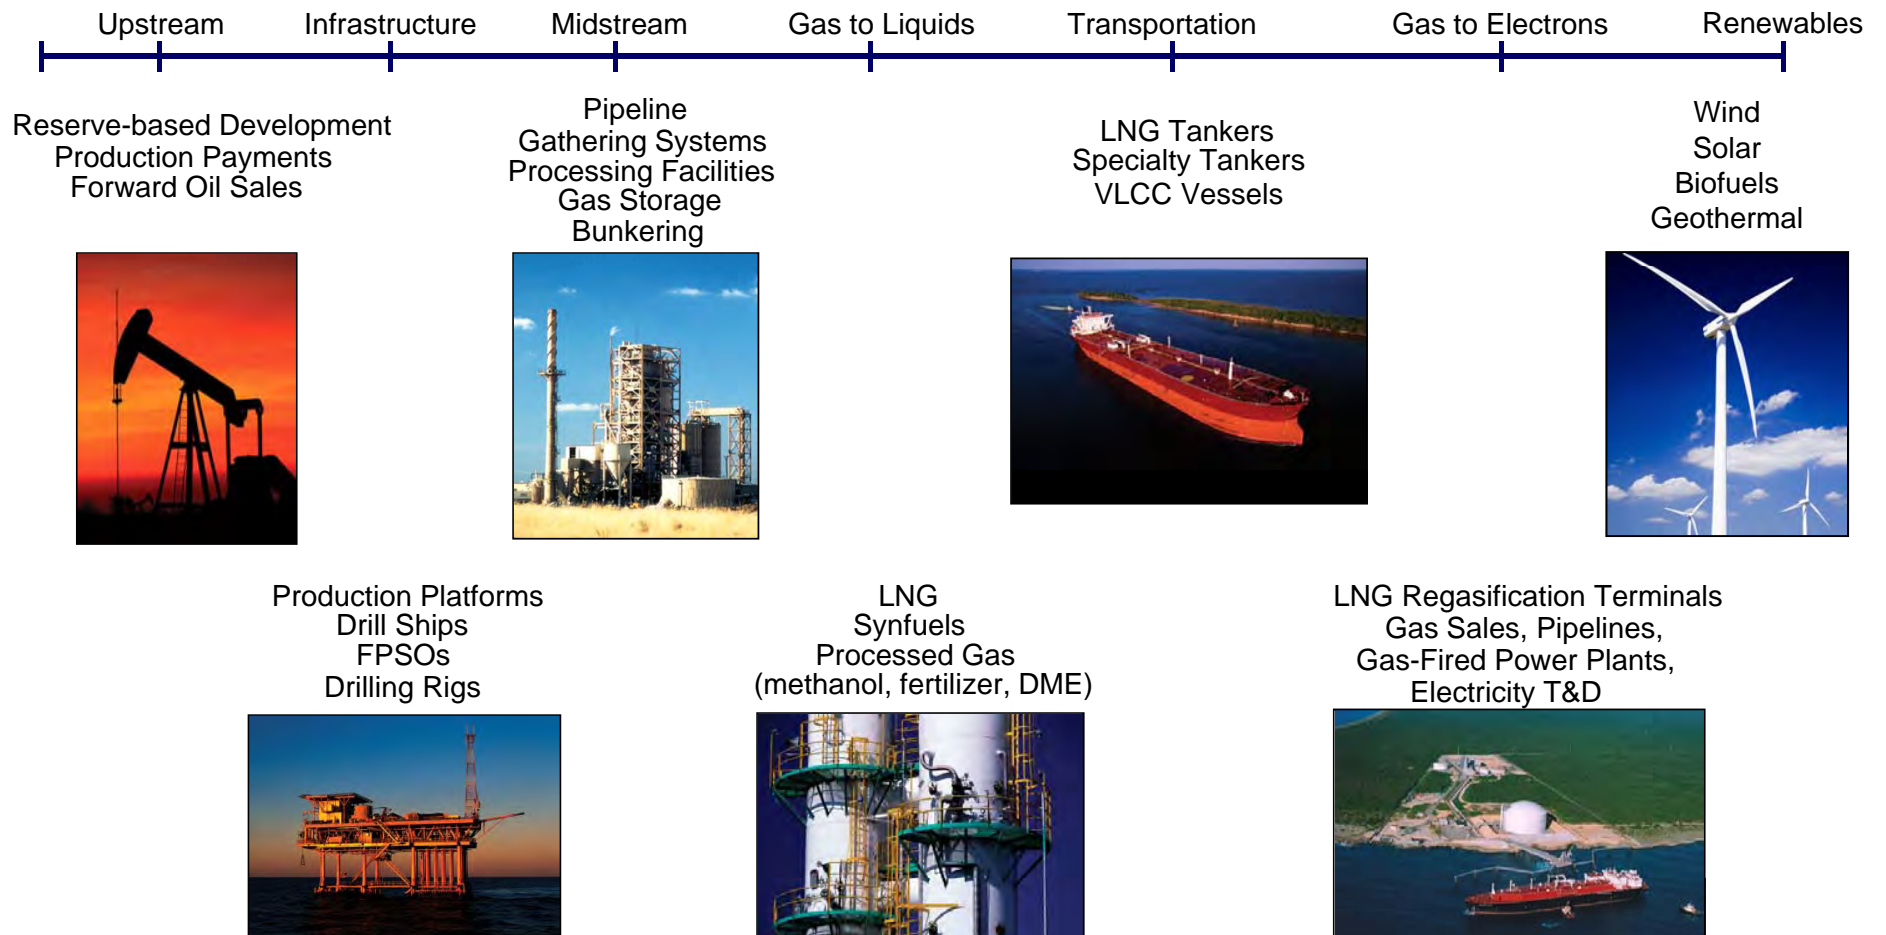 Upstream
Infrastructure
Midstream
Gas to Liquids
Transportation
Gas to Electrons
Renewables
Reserve-based Development
Production Payments
Forward Oil Sales
Pipeline
Gathering Systems
Processing Facilities
Gas Storage
Bunkering
LNG Tankers
Specialty Tankers
VLCC Vessels
Wind
Solar
Biofuels
Geothermal
Production Platforms
Drill Ships
FPSOs
Drilling Rigs
LNG
Synfuels
Processed Gas
(methanol, fertilizer, DME)
LNG Regasification Terminals
Gas Sales, Pipelines,
Gas-Fired Power Plants,
Electricity T&D